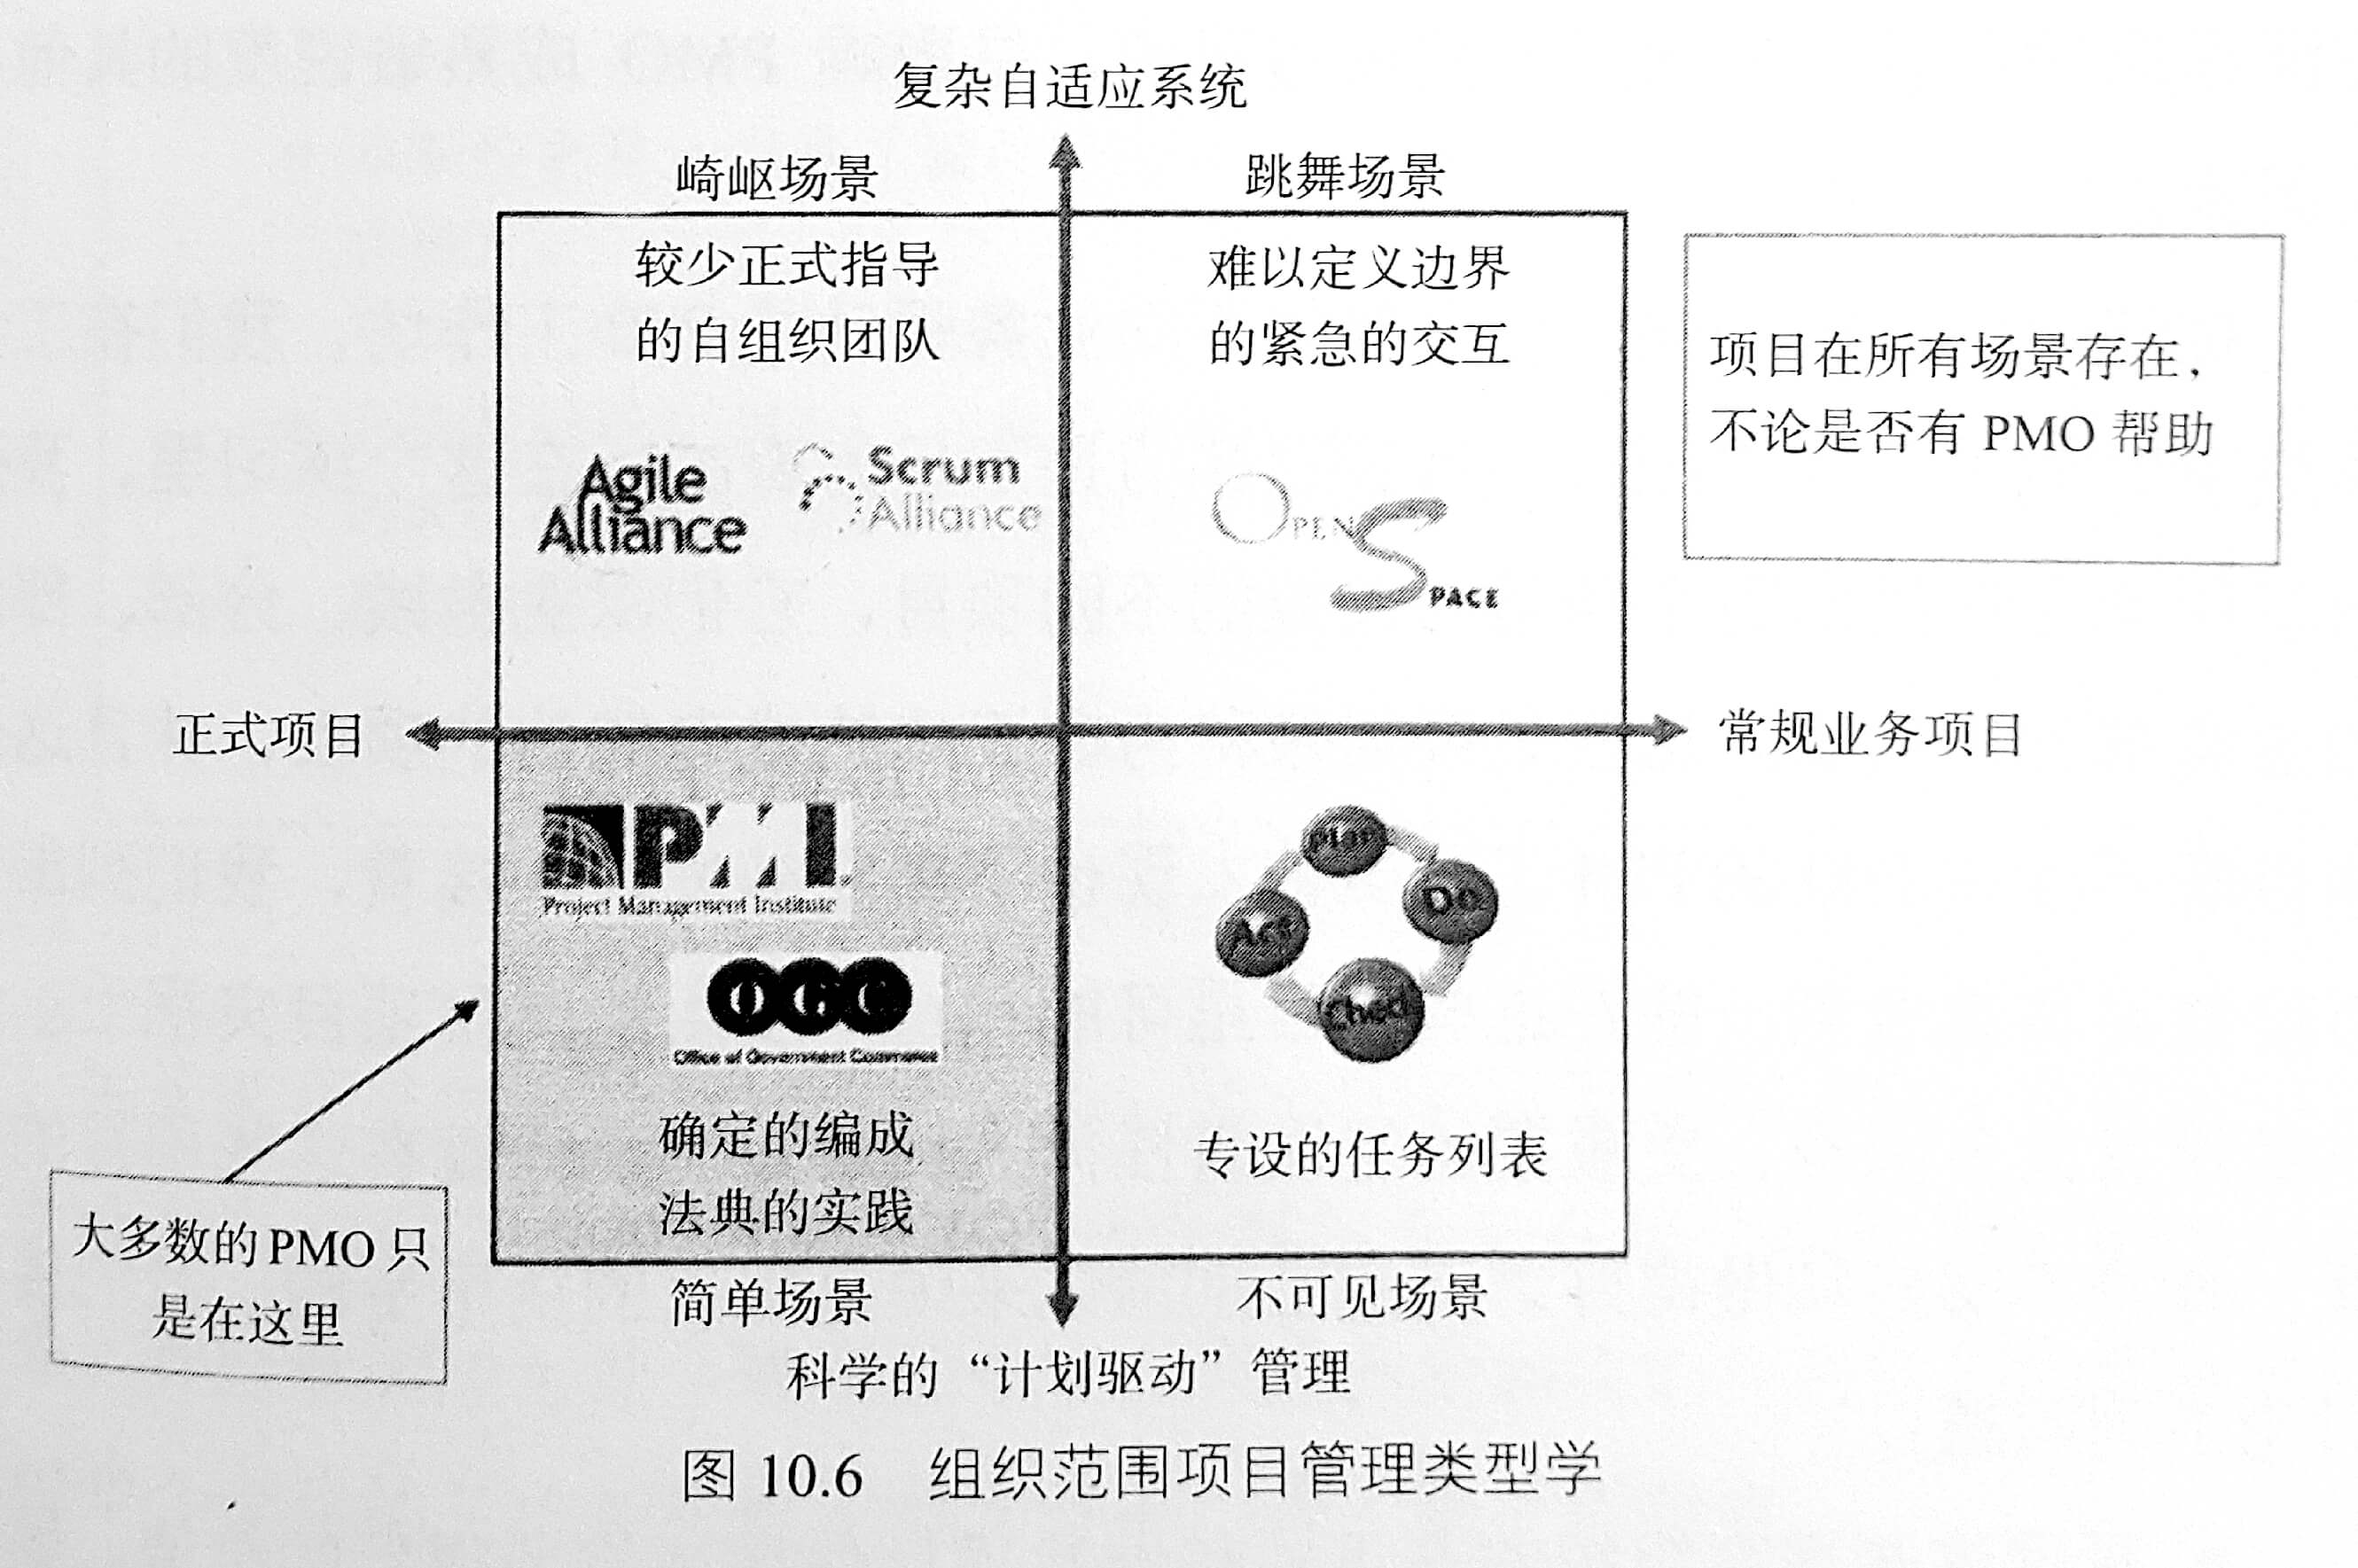 复杂自适应系统
崎岖场景
跳舞场景
较少正式指导
的自组织团队
难以定义边界
的紧急的交互
项目在所有场景存在，
不论是否有 PMO 帮助
Agile
Alliance
Scrum
Alliance
OPEN
SPACE
正式项目
常规业务项目
PMI
Project Management Institute
Plan
Do
Act
OGC
Office of Government Commerce
确定的编成
法典的实践
专设的任务列表
大多数的 PMO 只
是在这里
简单场景
不可见场景
科学的“计划驱动”管理
图 10.6 组织范围项目管理类型学